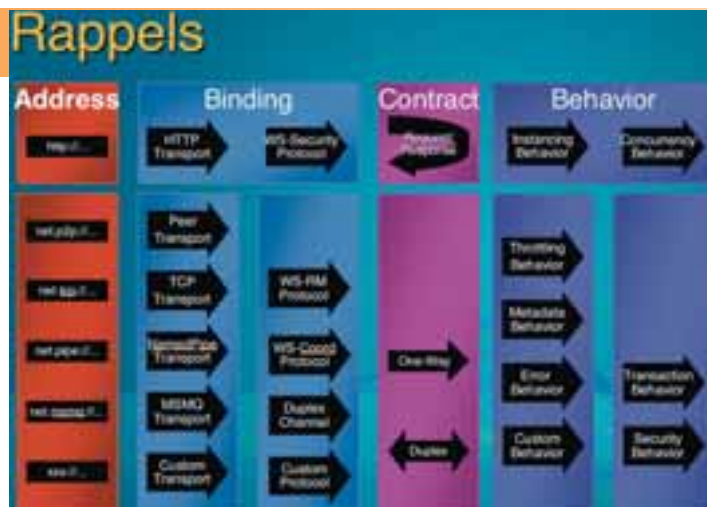 Rappels
Address
Binding
Contract
Behavior
http://...
HTTP
Transport
WS-Security
Protocol
Request
Response
Instancing
Behavior
Concurrency
Behavior
net.p2p://...
Peer
Transport
Throttling
Behavior
net.tcp://...
TCP
Transport
WS-RM
Protocol
Metadata
Behavior
net.pipe://...
NamedPipe
Transport
WS-Coord
Protocol
One-Way
Error
Behavior
Transaction
Behavior
net.msmq://...
MSMQ
Transport
Duplex
Channel
Duplex
Custom
Behavior
Security
Behavior
Custom
Transport
Custom
Protocol